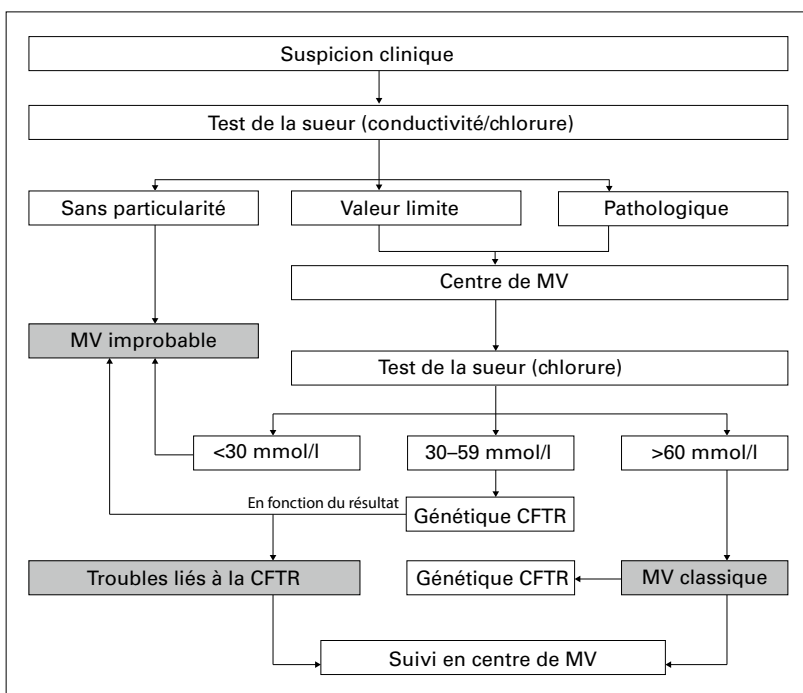 Suspicion clinique
Test de la sueur (conductivité/chlorure)
Sans particularité
Valeur limite
Pathologique
Centre de MV
MV improbable
Test de la sueur (chlorure)
<30 mmol/l
30–59 mmol/l
>60 mmol/l
En fonction du résultat
Génétique CFTR
Troubles liés à la CFTR
Génétique CFTR
MV classique
Suivi en centre de MV